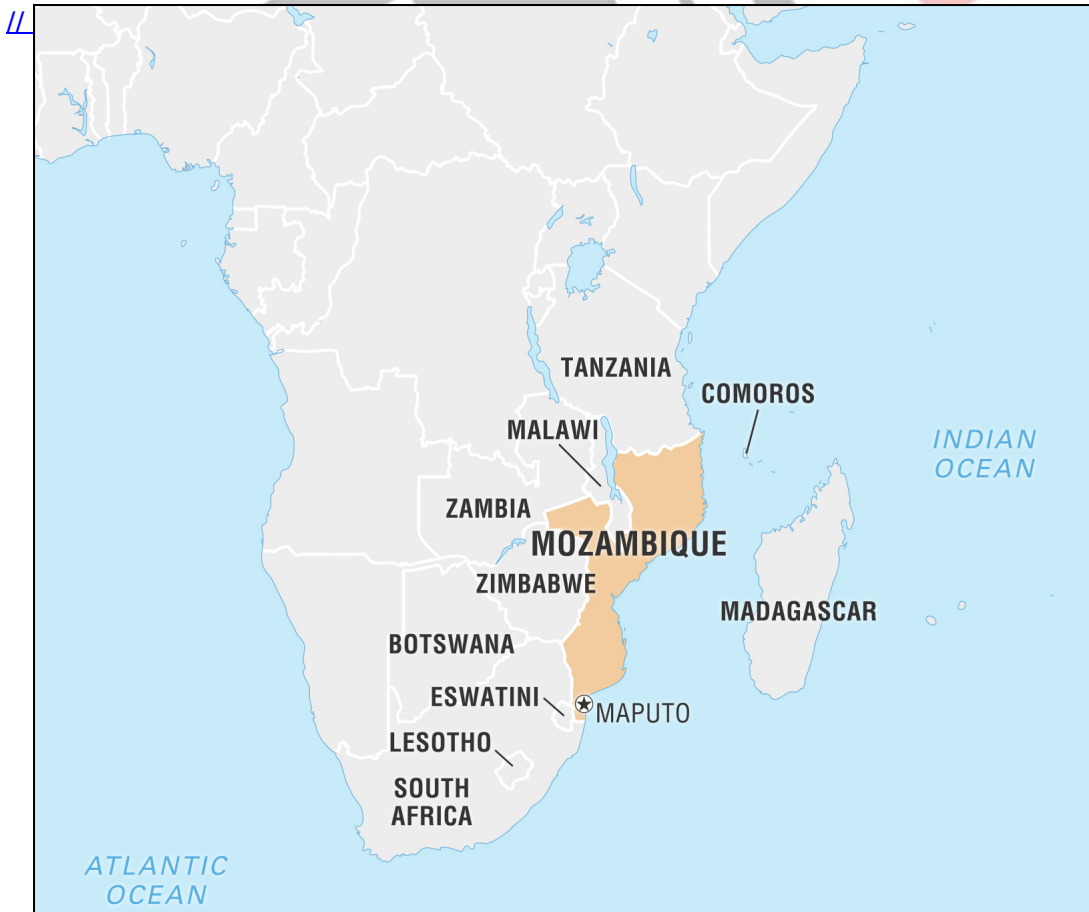 //
TANZANIA
COMOROS
MALAWI
INDIAN
OCEAN
ZAMBIA
MOZAMBIQUE
ZIMBABWE
MADAGASCAR
BOTSWANA
ESWATINI
MAPUTO
LESOTHO
SOUTH
AFRICA
ATLANTIC
OCEAN